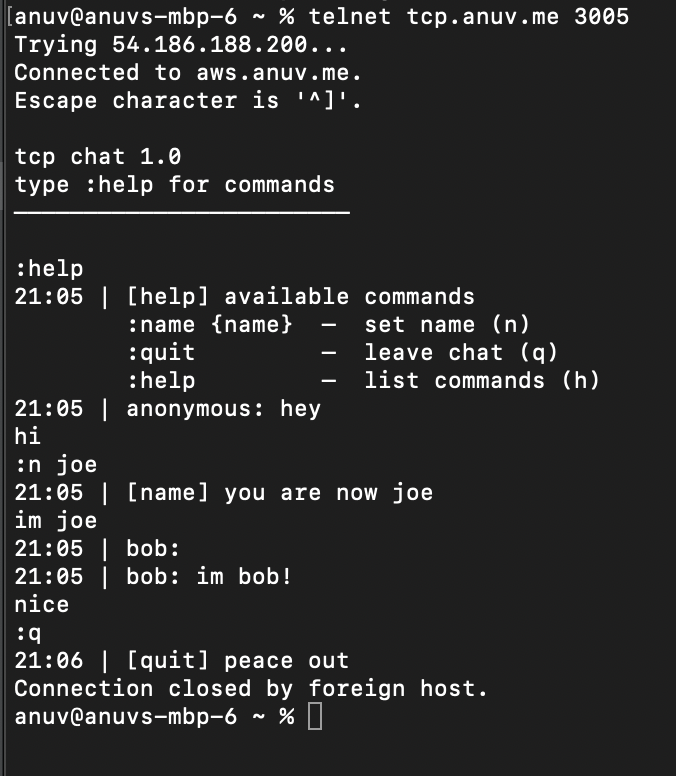 [anuv@anuvs-mbp-6 ~ % telnet tcp.anuv.me 3005
Trying 54.186.188.200...
Connected to aws.anuv.me.
Escape character is '^]'.
tcp chat 1.0
type :help for commands
————————————————————————
:help
21:05 | [help] available commands
:name {name} — set name (n)
:quit — leave chat (q)
:help — list commands (h)
21:05 | anonymous: hey
hi
:n joe
21:05 | [name] you are now joe
im joe
21:05 | bob:
21:05 | bob: im bob!
nice
:q
21:06 | [quit] peace out
Connection closed by foreign host.
anuv@anuvs-mbp-6 ~ %